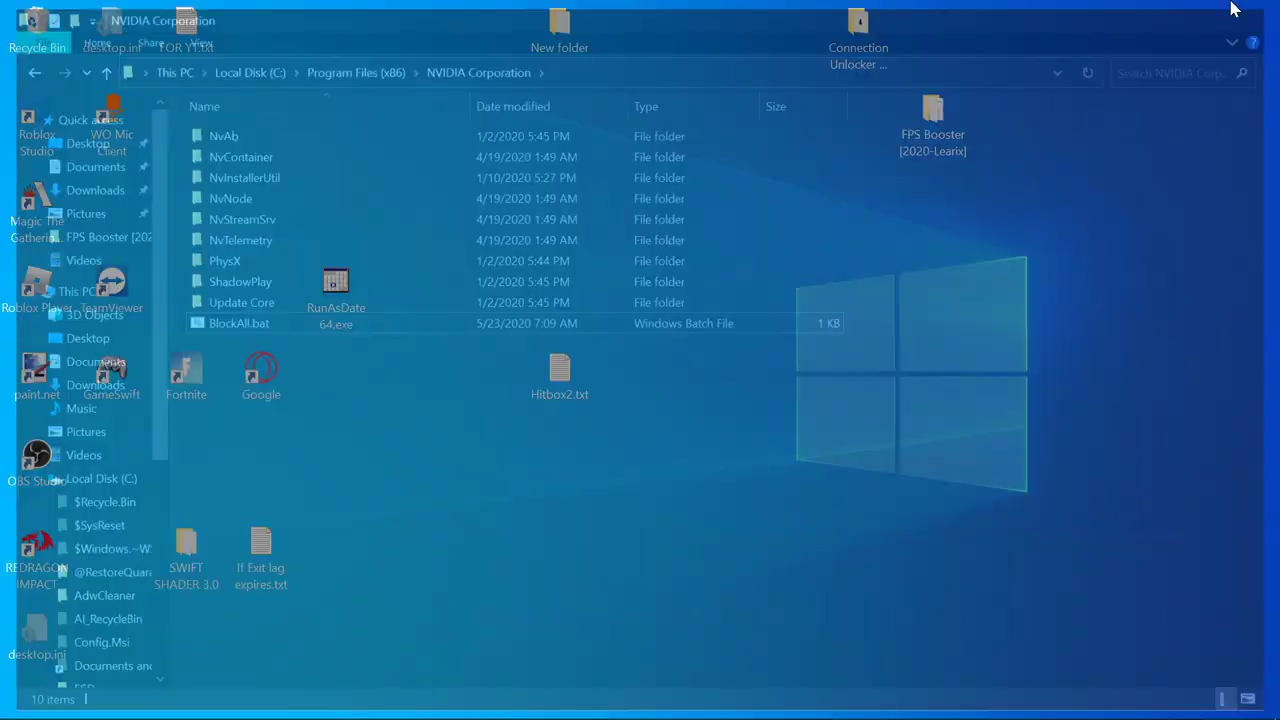 NVIDIA Corporation
Home Share View
Recycle Bin
desktop.ini
FOR YT.txt
New folder
Connection
Unlocker ...
This PC Local Disk (C:) Program Files (x86) NVIDIA Corporation
Search NVIDIA Corp...
Name Date modified Type Size
NvAb 1/2/2020 5:45 PM File folder
NvContainer 4/19/2020 1:49 AM File folder
NvInstallerUtil 1/10/2020 5:27 PM File folder
NvNode 4/19/2020 1:49 AM File folder
NvStreamSrv 4/19/2020 1:49 AM File folder
NvTelemetry 4/19/2020 1:49 AM File folder
PhysX 1/2/2020 5:44 PM File folder
ShadowPlay 1/2/2020 5:45 PM File folder
Update Core 1/2/2020 5:45 PM File folder
BlockAll.bat 5/23/2020 7:09 AM Windows Batch File 1 KB
FPS Booster
[2020-Learix]
Quick access
Desktop
Documents
Downloads
Pictures
FPS Booster [202
Videos
This PC
3D Objects
Desktop
Documents
Downloads
Music
Pictures
Videos
Local Disk (C:)
$Recycle.Bin
$SysReset
$Windows.~WS
@RestoreQuara
AdwCleaner
AI_RecycleBin
Config.Msi
Documents and
Roblox
Studio
WO Mic
Client
Magic The
Gatherin...
Roblox Player
TeamViewer
RunAsDate
64.exe
paint.net
GameSwift
Fortnite
Google
Hitbox2.txt
OBS Studio
REDRAGON
IMPACT
SWIFT
SHADER 3.0
If Exit lag
expires.txt
desktop.ini
10 items